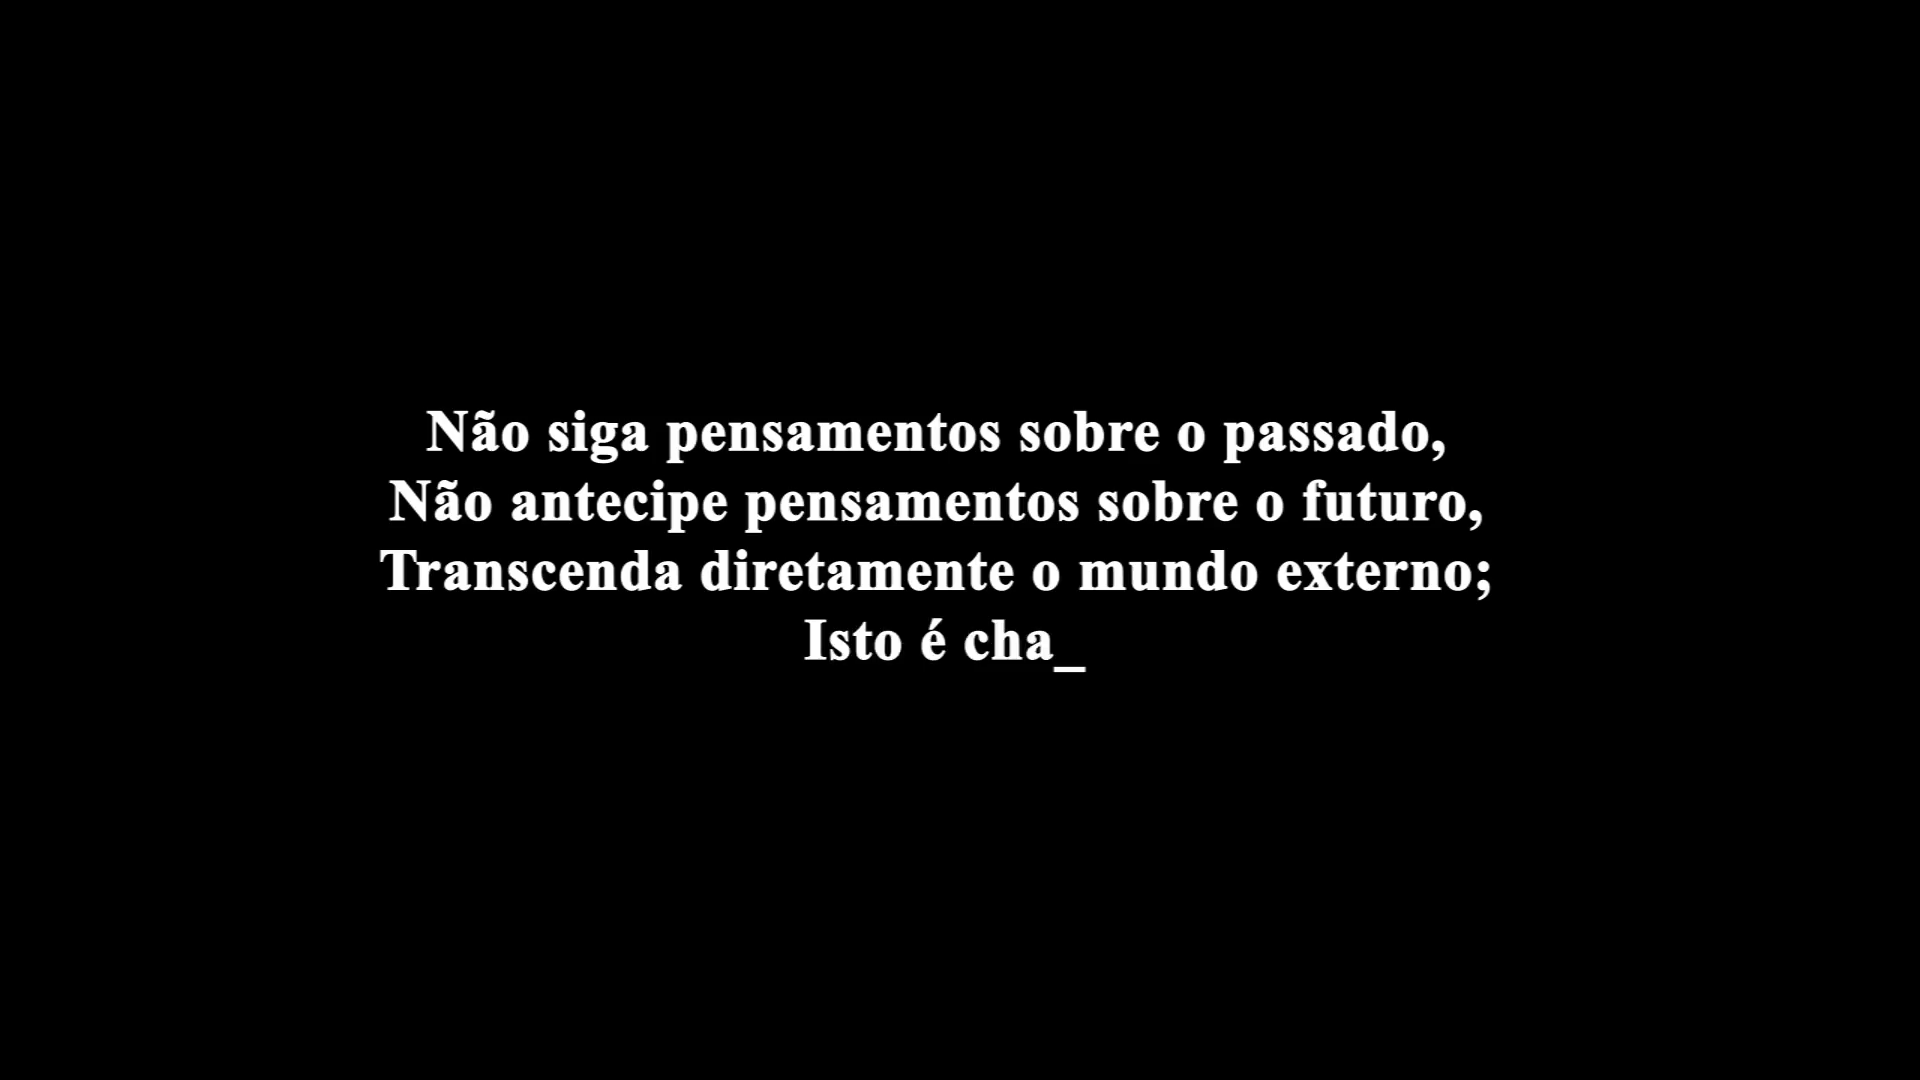 Não siga pensamentos sobre o passado,
Não antecipe pensamentos sobre o futuro,
Transcenda diretamente o mundo externo;
Isto é cha_